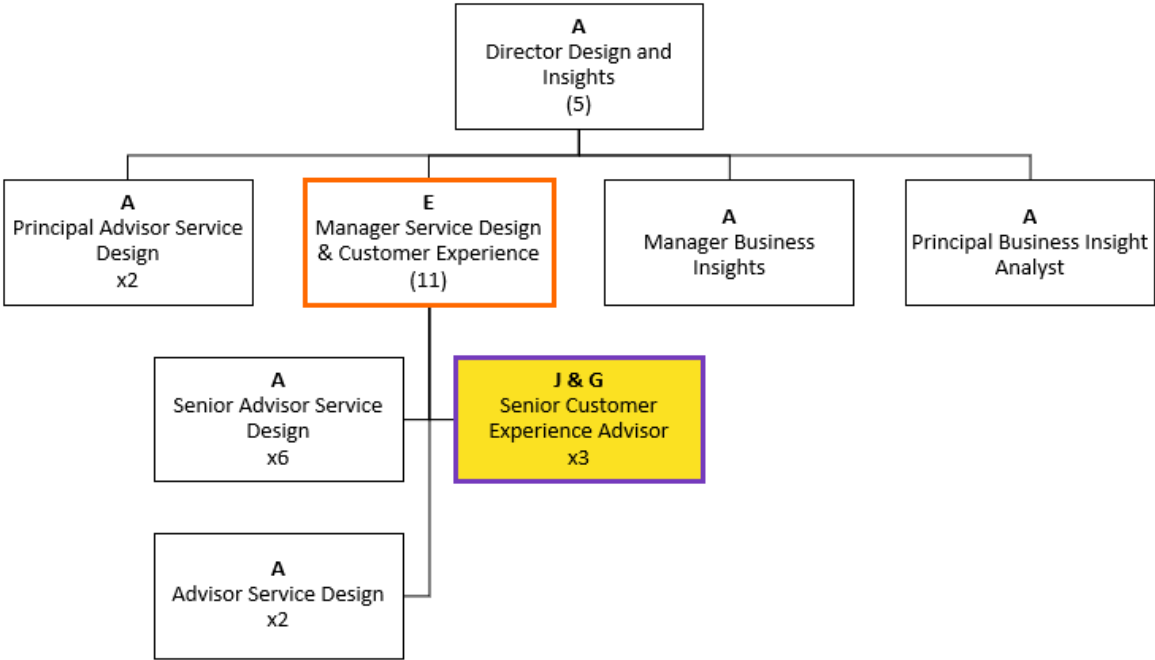 A
Director Design and
Insights
(5)
A
Principal Advisor Service
Design
x2
E
Manager Service Design
& Customer Experience
(11)
A
Manager Business
Insights
A
Principal Business Insight
Analyst
A
Senior Advisor Service
Design
x6
J & G
Senior Customer
Experience Advisor
x3
A
Advisor Service Design
x2